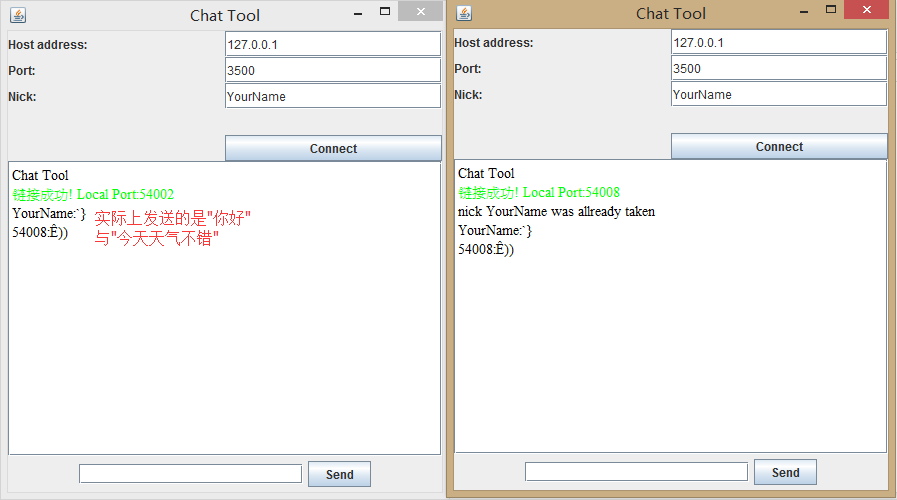 Chat Tool
Host address:
127.0.0.1
Port:
3500
Nick:
YourName
Connect
Chat Tool
链接成功! Local Port:54002
YourName:`}
54008:Ê))
实际上发送的是"你好"
与"今天天气不错"
Send
Chat Tool
Host address:
127.0.0.1
Port:
3500
Nick:
YourName
Connect
Chat Tool
链接成功! Local Port:54008
nick YourName was allready taken
YourName:`}
54008:Ê))
Send